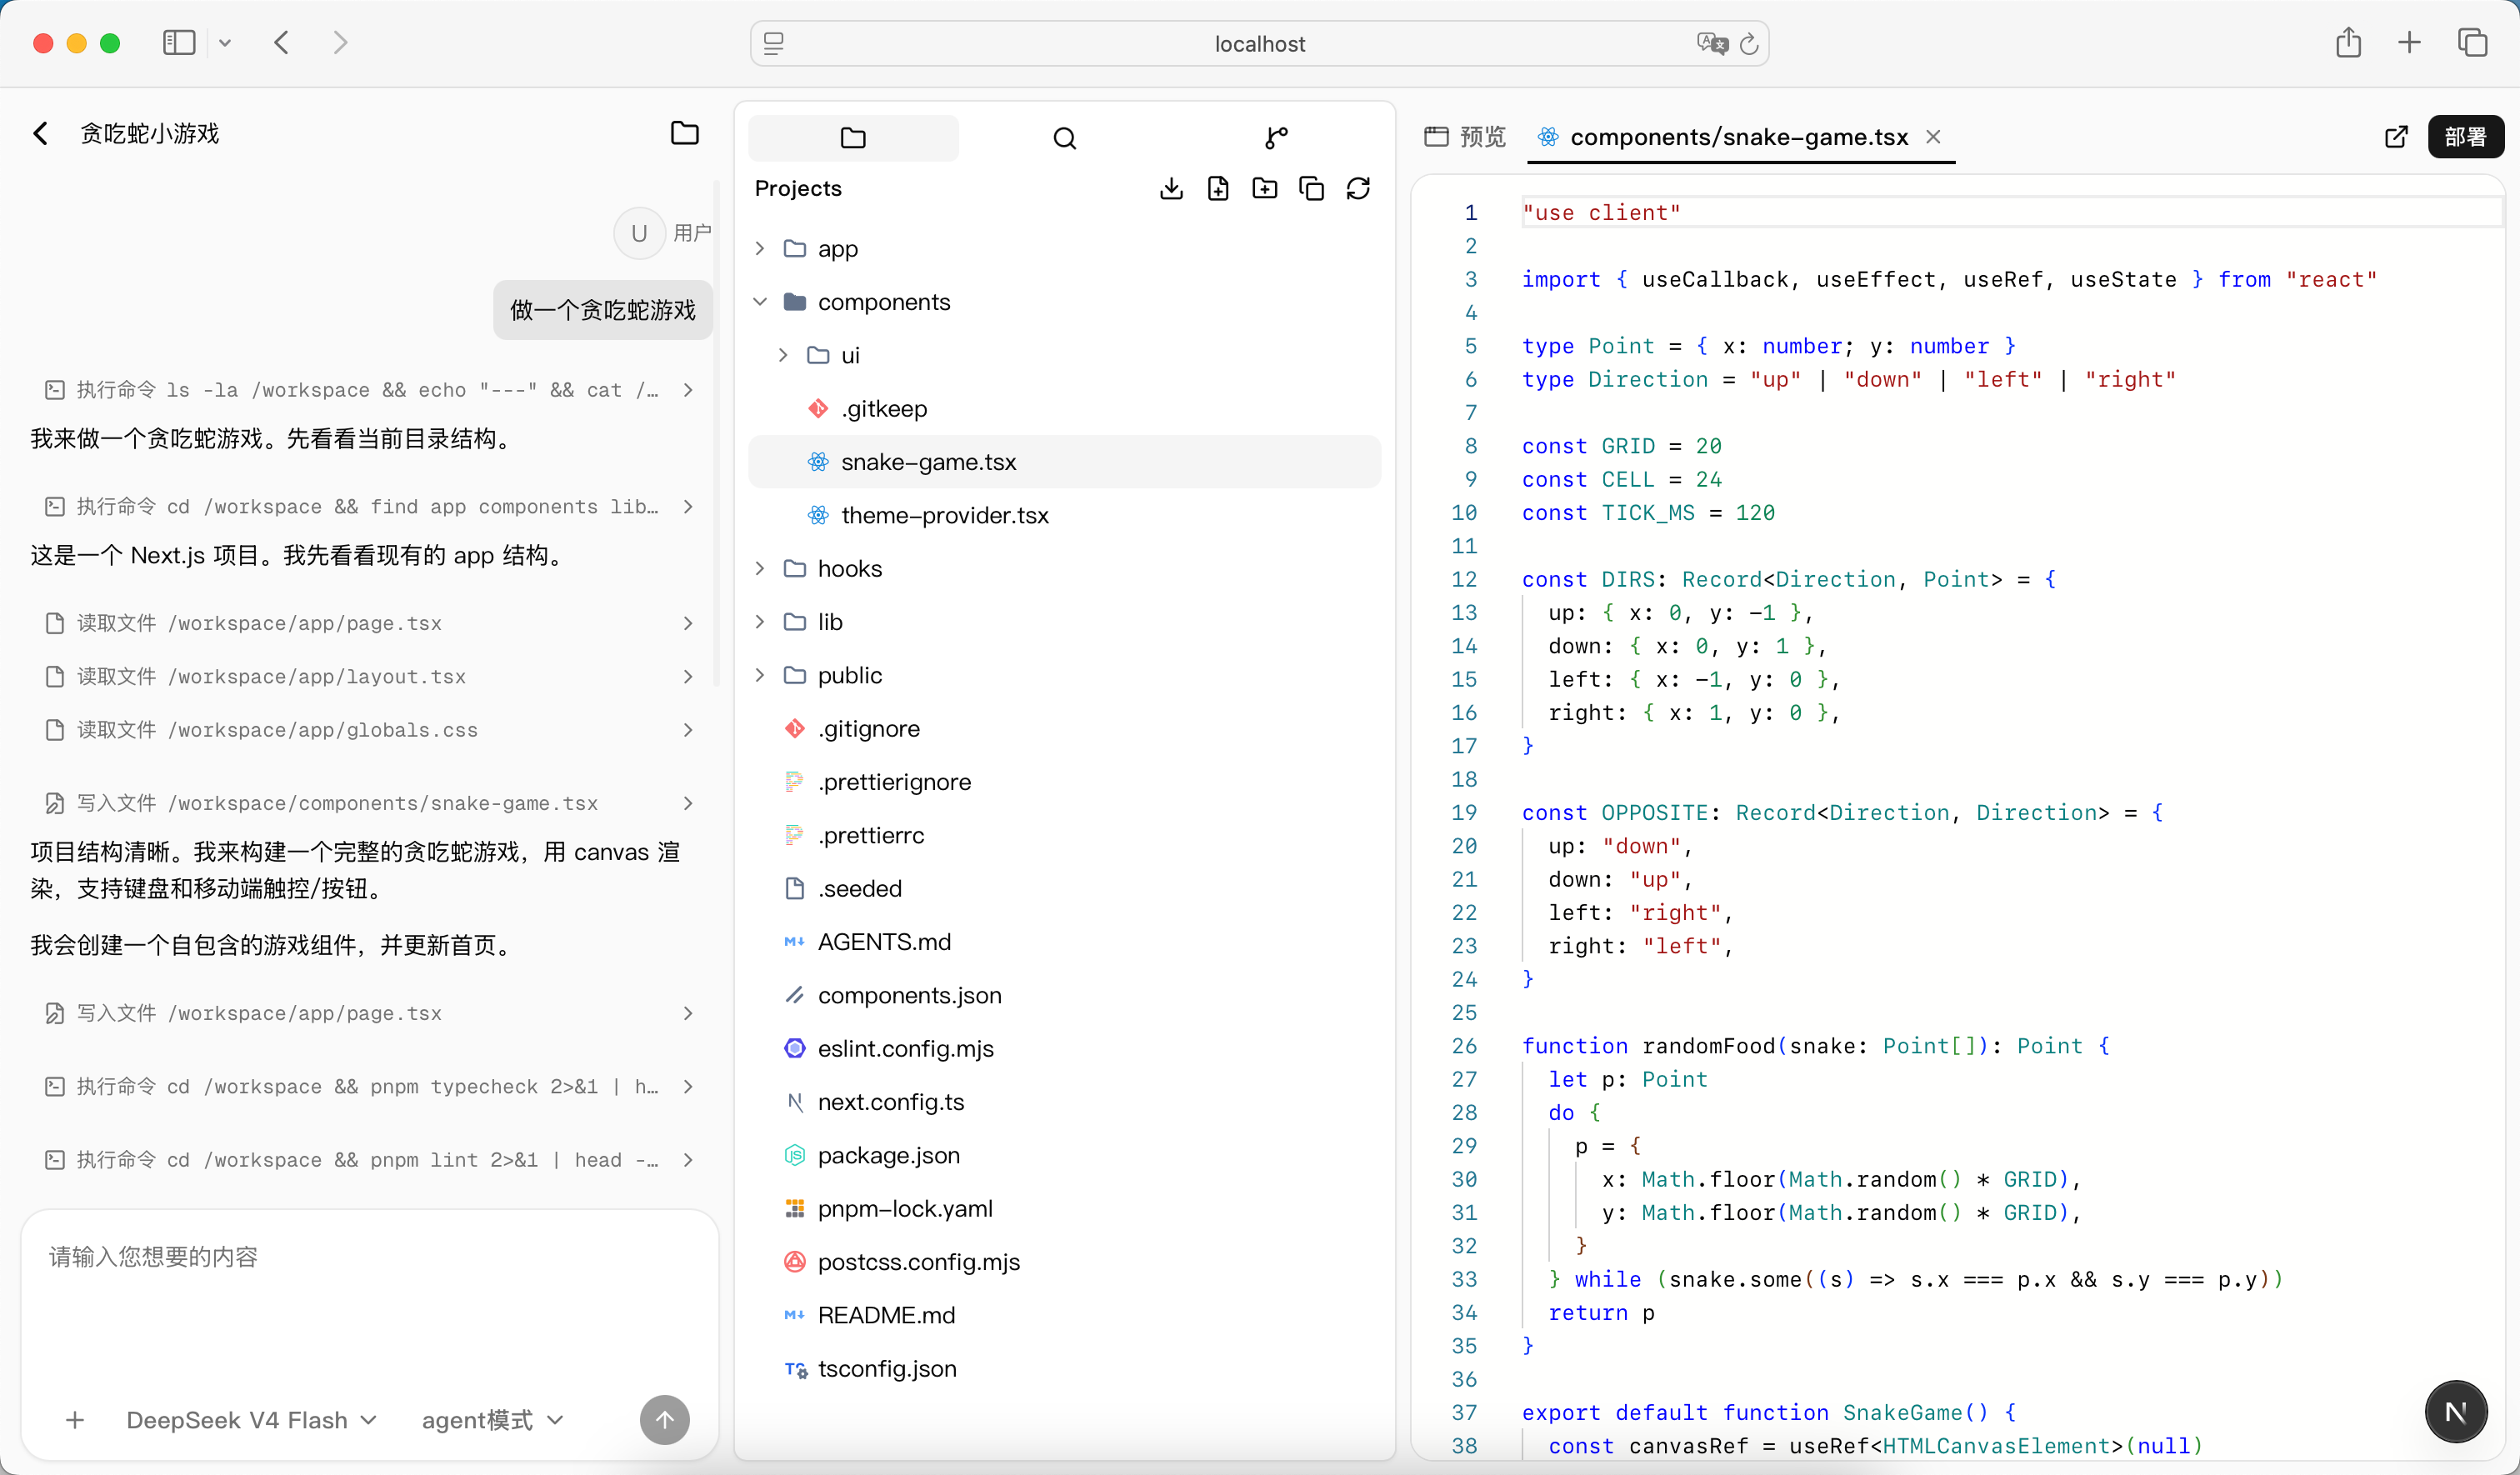 localhost
贪吃蛇小游戏
U 用户
做一个贪吃蛇游戏
执行命令 ls -la /workspace && echo "---" && cat /…
我来做一个贪吃蛇游戏。先看看当前目录结构。
执行命令 cd /workspace && find app components lib…
这是一个 Next.js 项目。我先看看现有的 app 结构。
读取文件 /workspace/app/page.tsx
读取文件 /workspace/app/layout.tsx
读取文件 /workspace/app/globals.css
写入文件 /workspace/components/snake-game.tsx
项目结构清晰。我来构建一个完整的贪吃蛇游戏，用 canvas 渲
染，支持键盘和移动端触控/按钮。
我会创建一个自包含的游戏组件，并更新首页。
写入文件 /workspace/app/page.tsx
执行命令 cd /workspace && pnpm typecheck 2>&1 | h…
执行命令 cd /workspace && pnpm lint 2>&1 | head -…
请输入您想要的内容
DeepSeek V4 Flash agent模式
Projects
app
components
ui
.gitkeep
snake-game.tsx
theme-provider.tsx
hooks
lib
public
.gitignore
.prettierignore
.prettierrc
.seeded
AGENTS.md
components.json
eslint.config.mjs
next.config.ts
package.json
pnpm-lock.yaml
postcss.config.mjs
README.md
tsconfig.json
预览 components/snake-game.tsx 部署
1 "use client"
2
3 import { useCallback, useEffect, useRef, useState } from "react"
4
5 type Point = { x: number; y: number }
6 type Direction = "up" | "down" | "left" | "right"
7
8 const GRID = 20
9 const CELL = 24
10 const TICK_MS = 120
11
12 const DIRS: Record<Direction, Point> = {
13 up: { x: 0, y: -1 },
14 down: { x: 0, y: 1 },
15 left: { x: -1, y: 0 },
16 right: { x: 1, y: 0 },
17 }
18
19 const OPPOSITE: Record<Direction, Direction> = {
20 up: "down",
21 down: "up",
22 left: "right",
23 right: "left",
24 }
25
26 function randomFood(snake: Point[]): Point {
27 let p: Point
28 do {
29 p = {
30 x: Math.floor(Math.random() * GRID),
31 y: Math.floor(Math.random() * GRID),
32 }
33 } while (snake.some((s) => s.x === p.x && s.y === p.y))
34 return p
35 }
36
37 export default function SnakeGame() {
38 const canvasRef = useRef<HTMLCanvasElement>(null)
N